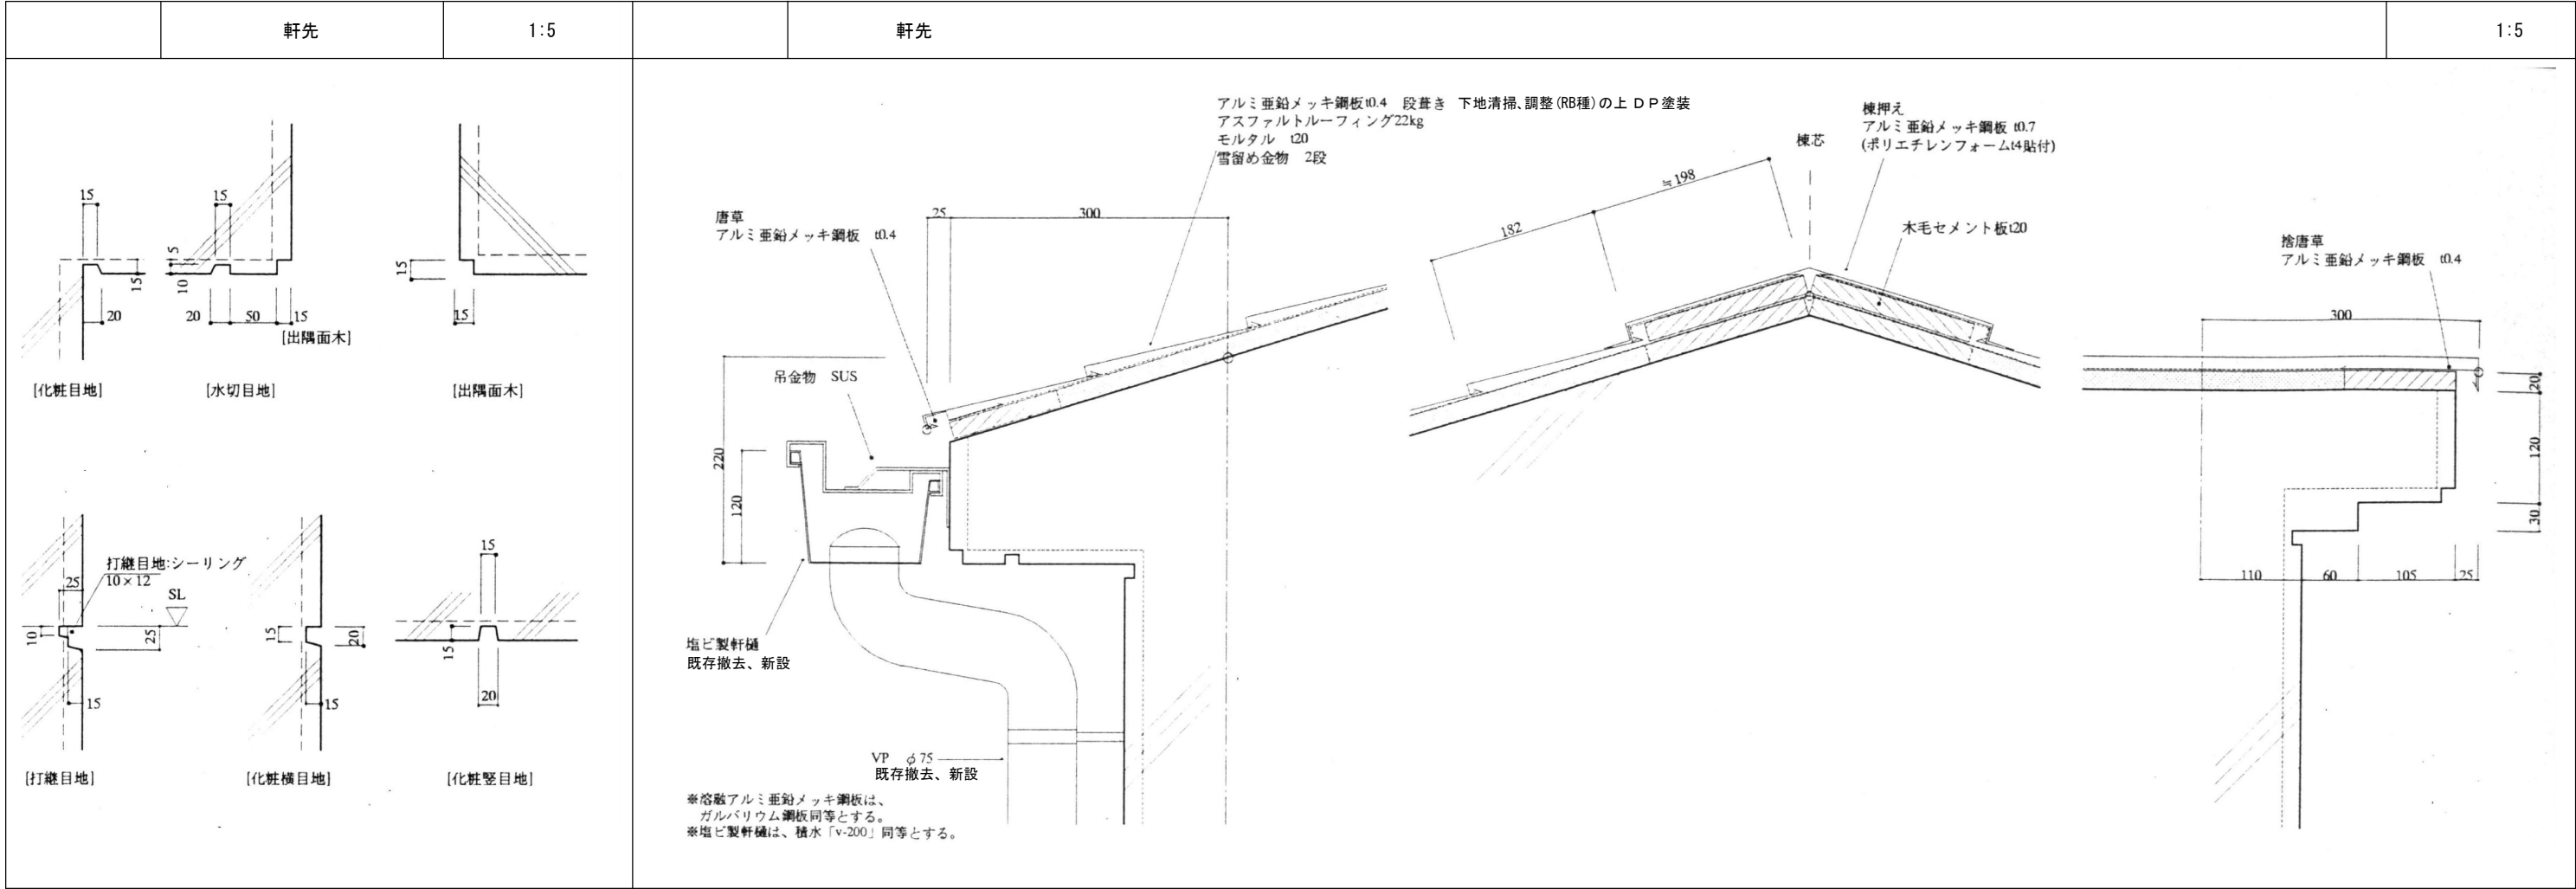 軒先
1:5
軒先
1:5
15
15
20
[化粧目地]
15
5
10
20
50
15
[出隅面木]
[水切目地]
15
15
[出隅面木]
打継目地:シーリング
10×12
25
SL
10
25
15
[打継目地]
15
20
15
[化粧横目地]
15
15
20
[化粧竪目地]
アルミ亜鉛メッキ鋼板t0.4 段葺き 下地清掃、調整(RB種)の上 DP塗装
アスファルトルーフィング22kg
モルタル t20
雪留め金物 2段
唐草
アルミ亜鉛メッキ鋼板 t0.4
25
300
吊金物 SUS
220
120
塩ビ製軒樋
既存撤去、新設
VP φ75
既存撤去、新設
※溶融アルミ亜鉛メッキ鋼板は、
ガルバリウム鋼板同等とする。
※塩ビ製軒樋は、積水「v-200」同等とする。
182
≒198
棟芯
棟押え
アルミ亜鉛メッキ鋼板 t0.7
(ポリエチレンフォームt4貼付)
木毛セメント板t20
捨唐草
アルミ亜鉛メッキ鋼板 t0.4
300
20
120
30
110
60
105
25